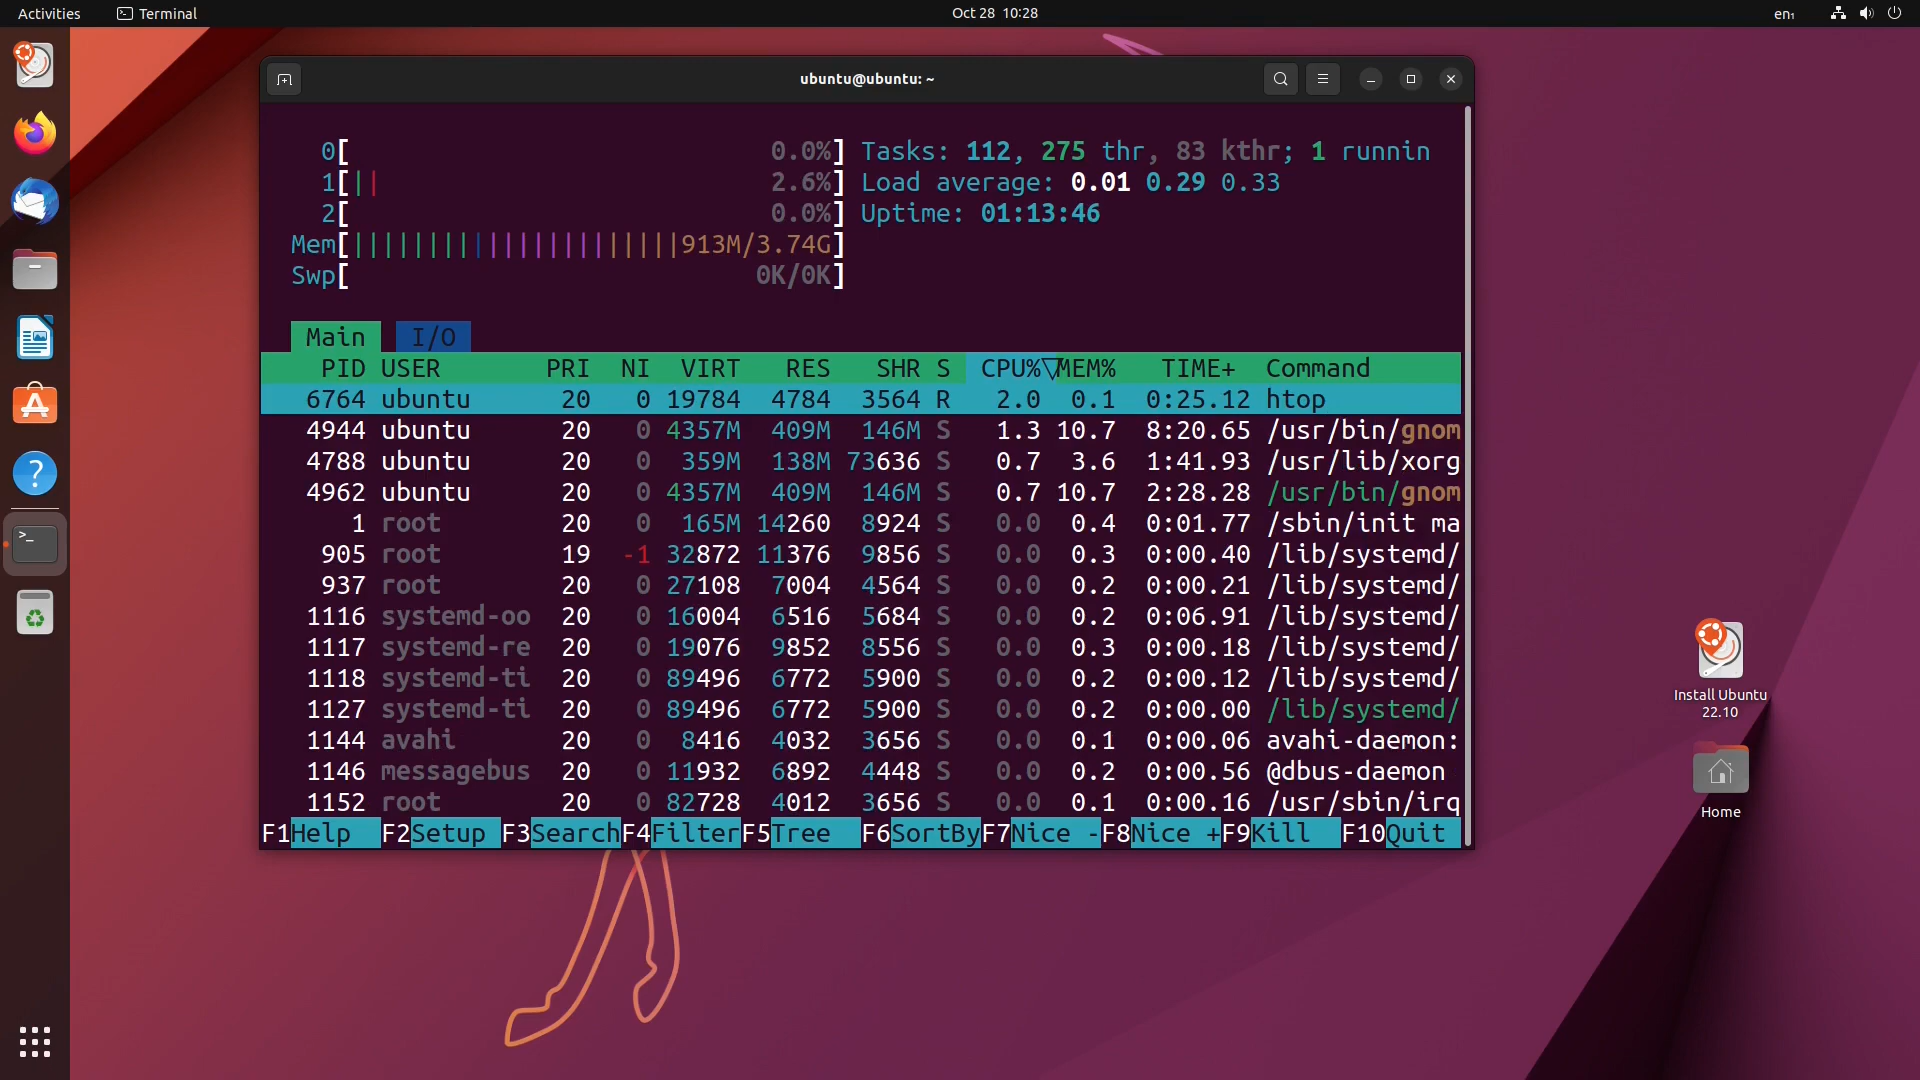 Activities Terminal Oct 28 10:28 en₁
ubuntu@ubuntu: ~
0[ 0.0%] Tasks: 112, 275 thr, 83 kthr; 1 runnin
1[|| 2.6%] Load average: 0.01 0.29 0.33
2[ 0.0%] Uptime: 01:13:46
Mem[||||||||||||||||||||||913M/3.74G]
Swp[ 0K/0K]
Main I/O
PID USER PRI NI VIRT RES SHR S CPU%▽MEM% TIME+ Command
6764 ubuntu 20 0 19784 4784 3564 R 2.0 0.1 0:25.12 htop
4944 ubuntu 20 0 4357M 409M 146M S 1.3 10.7 8:20.65 /usr/bin/gnom
4788 ubuntu 20 0 359M 138M 73636 S 0.7 3.6 1:41.93 /usr/lib/xorg
4962 ubuntu 20 0 4357M 409M 146M S 0.7 10.7 2:28.28 /usr/bin/gnom
1 root 20 0 165M 14260 8924 S 0.0 0.4 0:01.77 /sbin/init ma
905 root 19 -1 32872 11376 9856 S 0.0 0.3 0:00.40 /lib/systemd/
937 root 20 0 27108 7004 4564 S 0.0 0.2 0:00.21 /lib/systemd/
1116 systemd-oo 20 0 16004 6516 5684 S 0.0 0.2 0:06.91 /lib/systemd/
1117 systemd-re 20 0 19076 9852 8556 S 0.0 0.3 0:00.18 /lib/systemd/
1118 systemd-ti 20 0 89496 6772 5900 S 0.0 0.2 0:00.12 /lib/systemd/
1127 systemd-ti 20 0 89496 6772 5900 S 0.0 0.2 0:00.00 /lib/systemd/
1144 avahi 20 0 8416 4032 3656 S 0.0 0.1 0:00.06 avahi-daemon:
1146 messagebus 20 0 11932 6892 4448 S 0.0 0.2 0:00.56 @dbus-daemon
1152 root 20 0 82728 4012 3656 S 0.0 0.1 0:00.16 /usr/sbin/irq
F1Help F2Setup F3SearchF4FilterF5Tree F6SortByF7Nice -F8Nice +F9Kill F10Quit
Install Ubuntu
22.10
Home